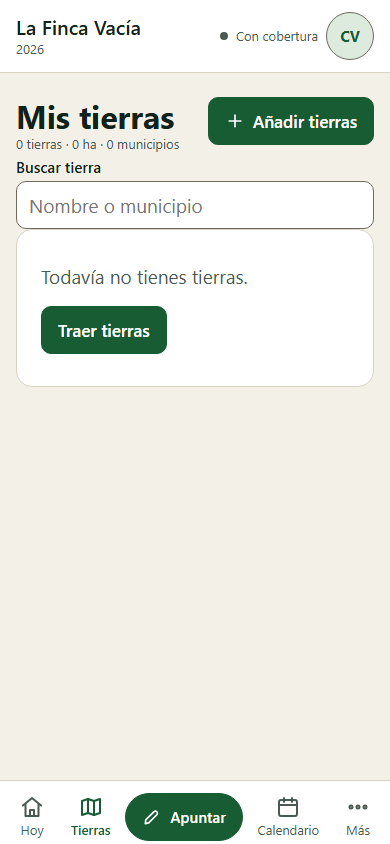 La Finca Vacía
2026
Con cobertura
CV
Mis tierras
0 tierras · 0 ha · 0 municipios
Añadir tierras
Buscar tierra
Nombre o municipio
Todavía no tienes tierras.
Traer tierras
Hoy
Tierras
Apuntar
Calendario
Más